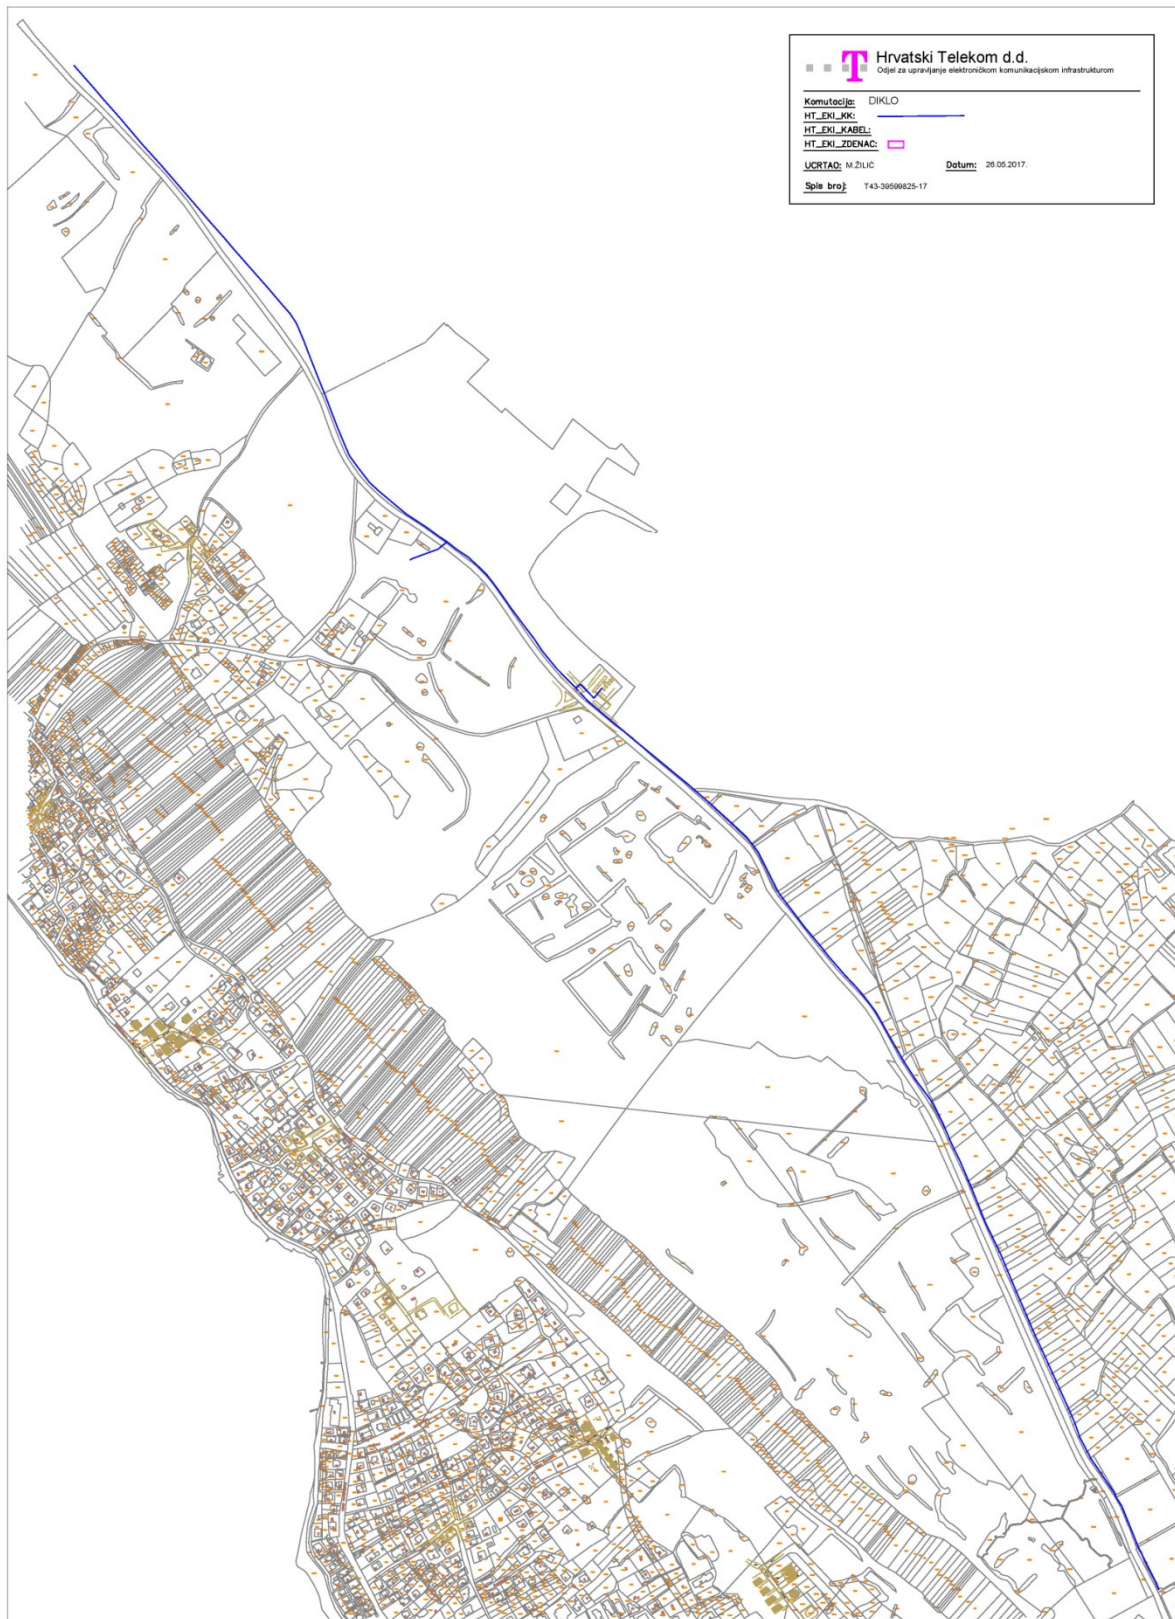 T Hrvatski Telekom d.d.
Odjel za upravljanje elektroničkom komunikacijskom infrastrukturom
Komutacija: DIKLO
HT_EKI_KK:
HT_EKI_KABEL:
HT_EKI_ZDENAC:
UCRTAO: M.ŽILIĆ Datum: 26.05.2017.
Spis broj: T43-39599825-17